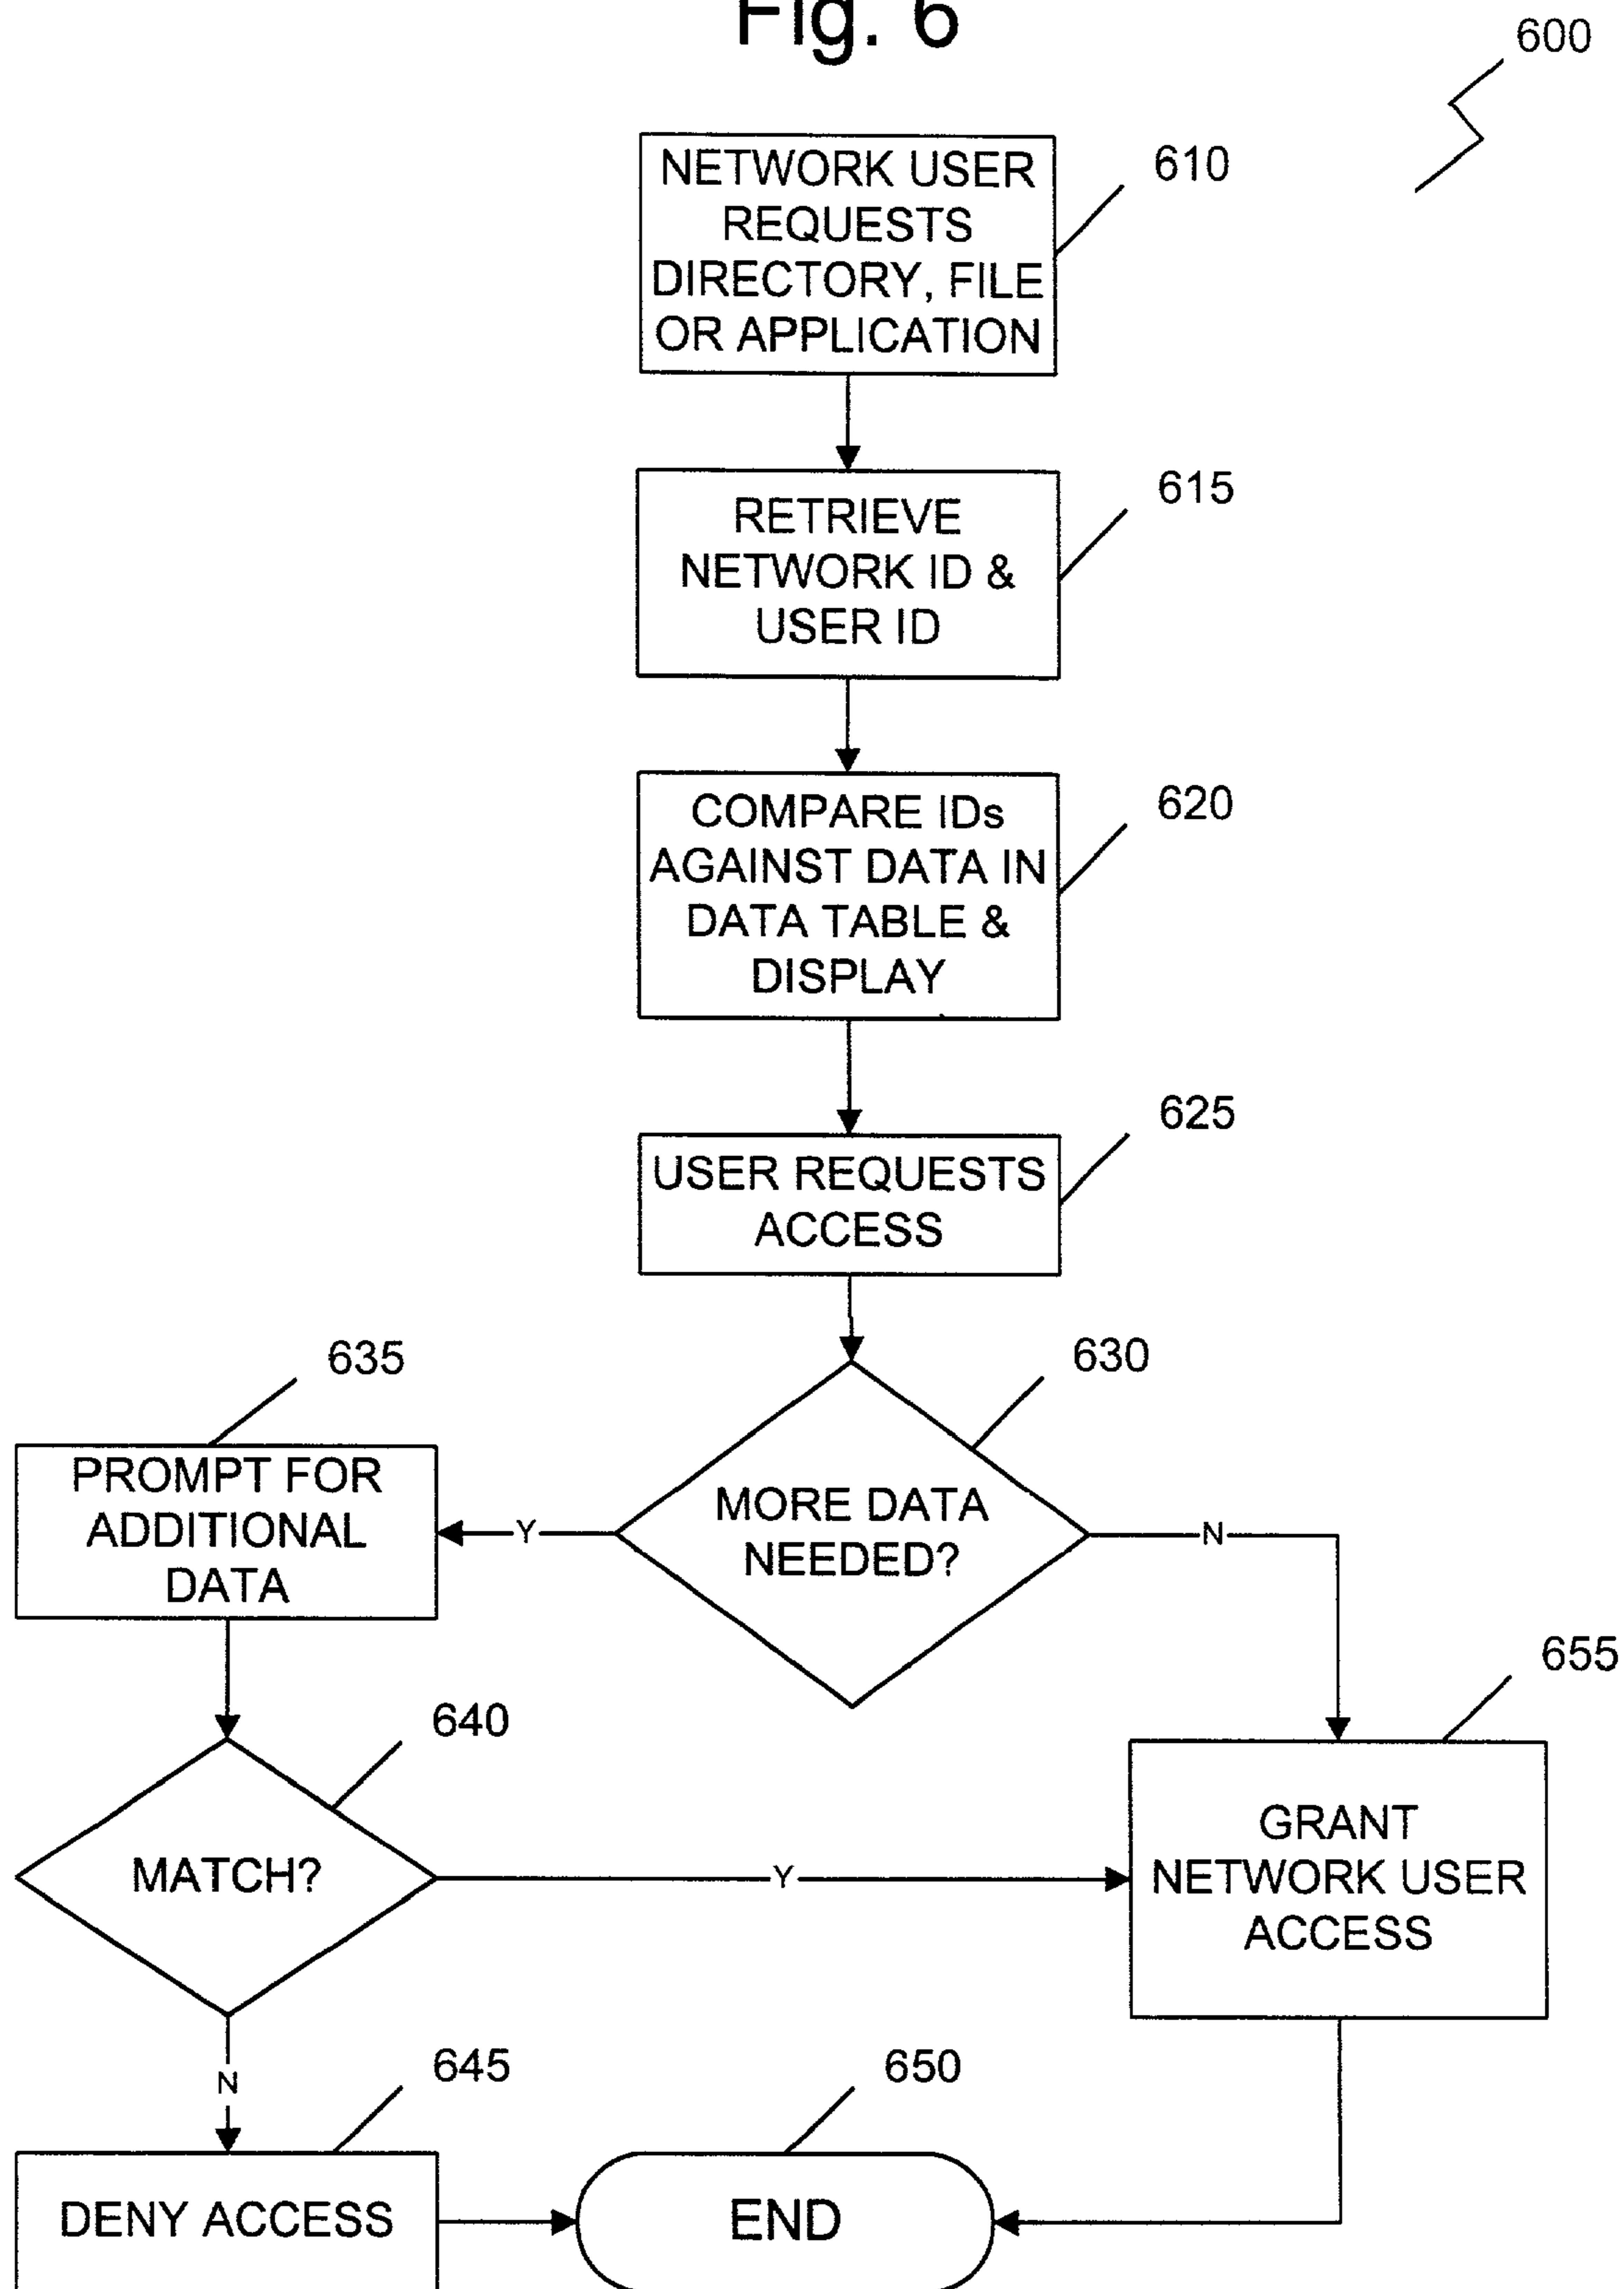 Fig. 6
600
NETWORK USER
REQUESTS
DIRECTORY, FILE
OR APPLICATION
610
RETRIEVE
NETWORK ID &
USER ID
615
COMPARE IDs
AGAINST DATA IN
DATA TABLE &
DISPLAY
620
USER REQUESTS
ACCESS
625
MORE DATA
NEEDED?
630
Y
N
PROMPT FOR
ADDITIONAL
DATA
635
MATCH?
640
Y
N
GRANT
NETWORK USER
ACCESS
655
DENY ACCESS
645
END
650